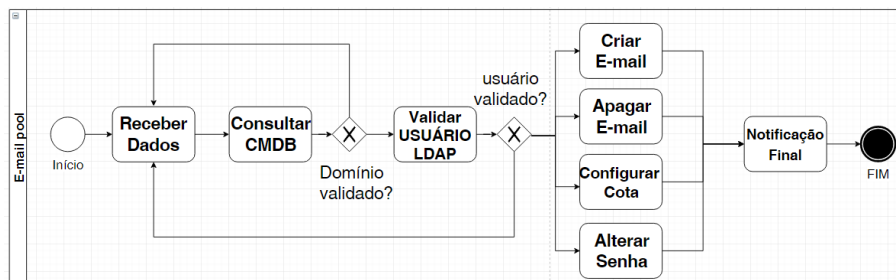 E-mail pool
Início
Receber
Dados
Consultar
CMDB
X
Domínio
validado?
Validar
USUÁRIO
LDAP
usuário
validado?
X
Criar
E-mail
Apagar
E-mail
Configurar
Cota
Alterar
Senha
Notificação
Final
FIM